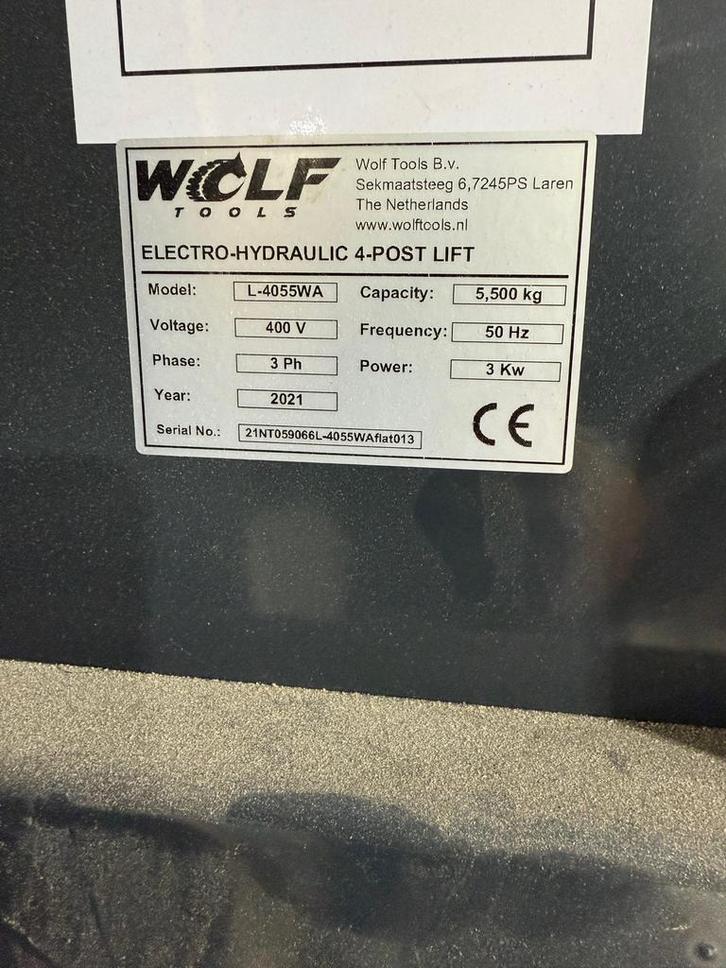 WOLF
TOOLS
Wolf Tools B.v.
Sekmaatsteeg 6,7245PS Laren
The Netherlands
www.wolftools.nl
ELECTRO-HYDRAULIC 4-POST LIFT
Model: L-4055WA Capacity: 5,500 kg
Voltage: 400 V Frequency: 50 Hz
Phase: 3 Ph Power: 3 Kw
Year: 2021
Serial No.: 21NT059066L-4055WAflat013
CE